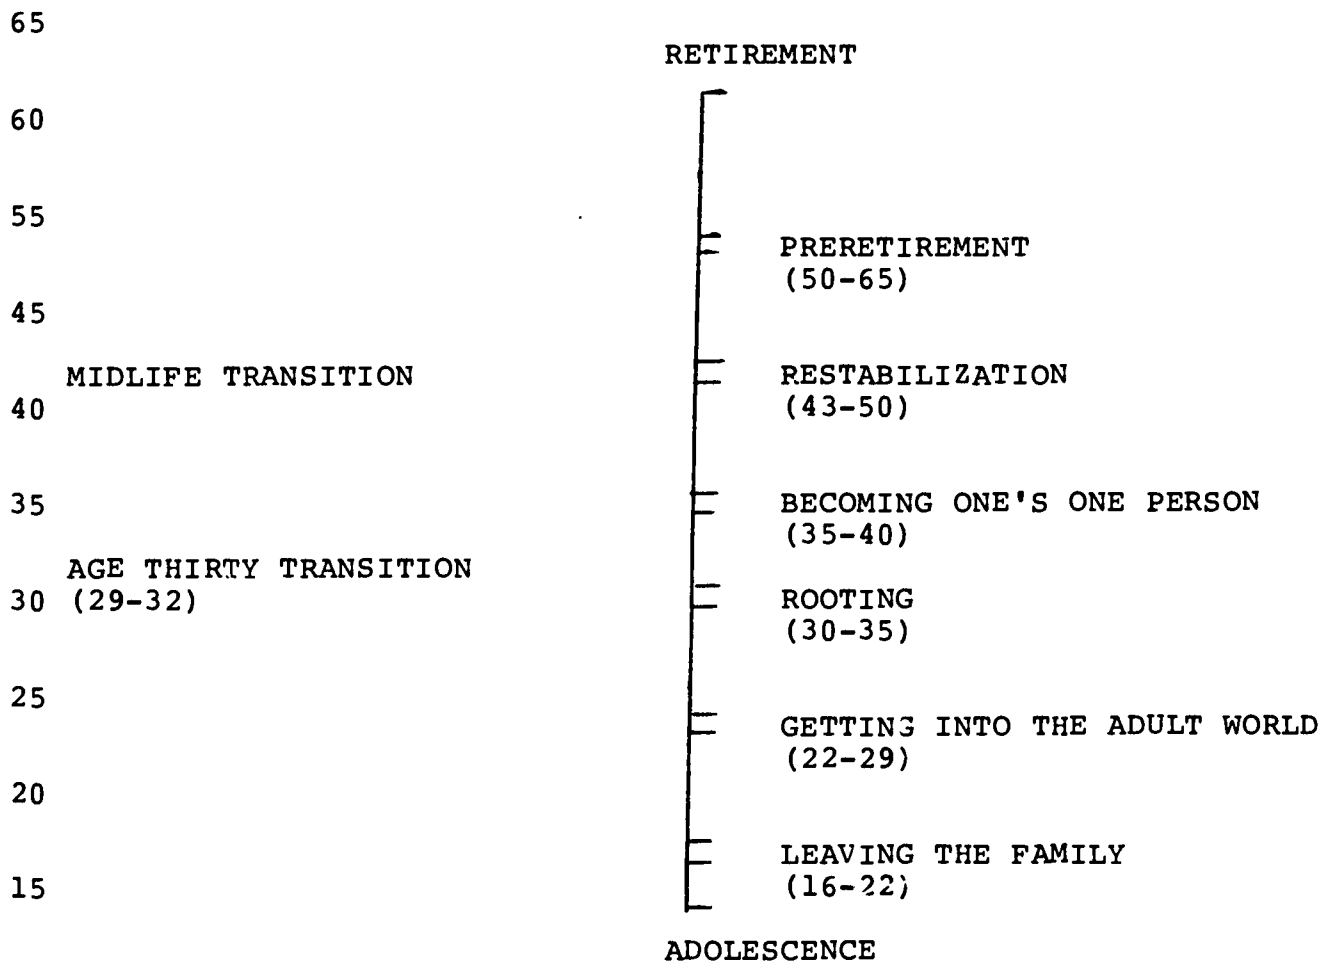 65
RETIREMENT
60
55
PRERETIREMENT
(50-65)
45
MIDLIFE TRANSITION
RESTABILIZATION
40
(43-50)
35
BECOMING ONE'S ONE PERSON
(35-40)
AGE THIRTY TRANSITION
30 (29-32)
ROOTING
(30-35)
25
GETTING INTO THE ADULT WORLD
(22-29)
20
LEAVING THE FAMILY
15
(16-22)
ADOLESCENCE